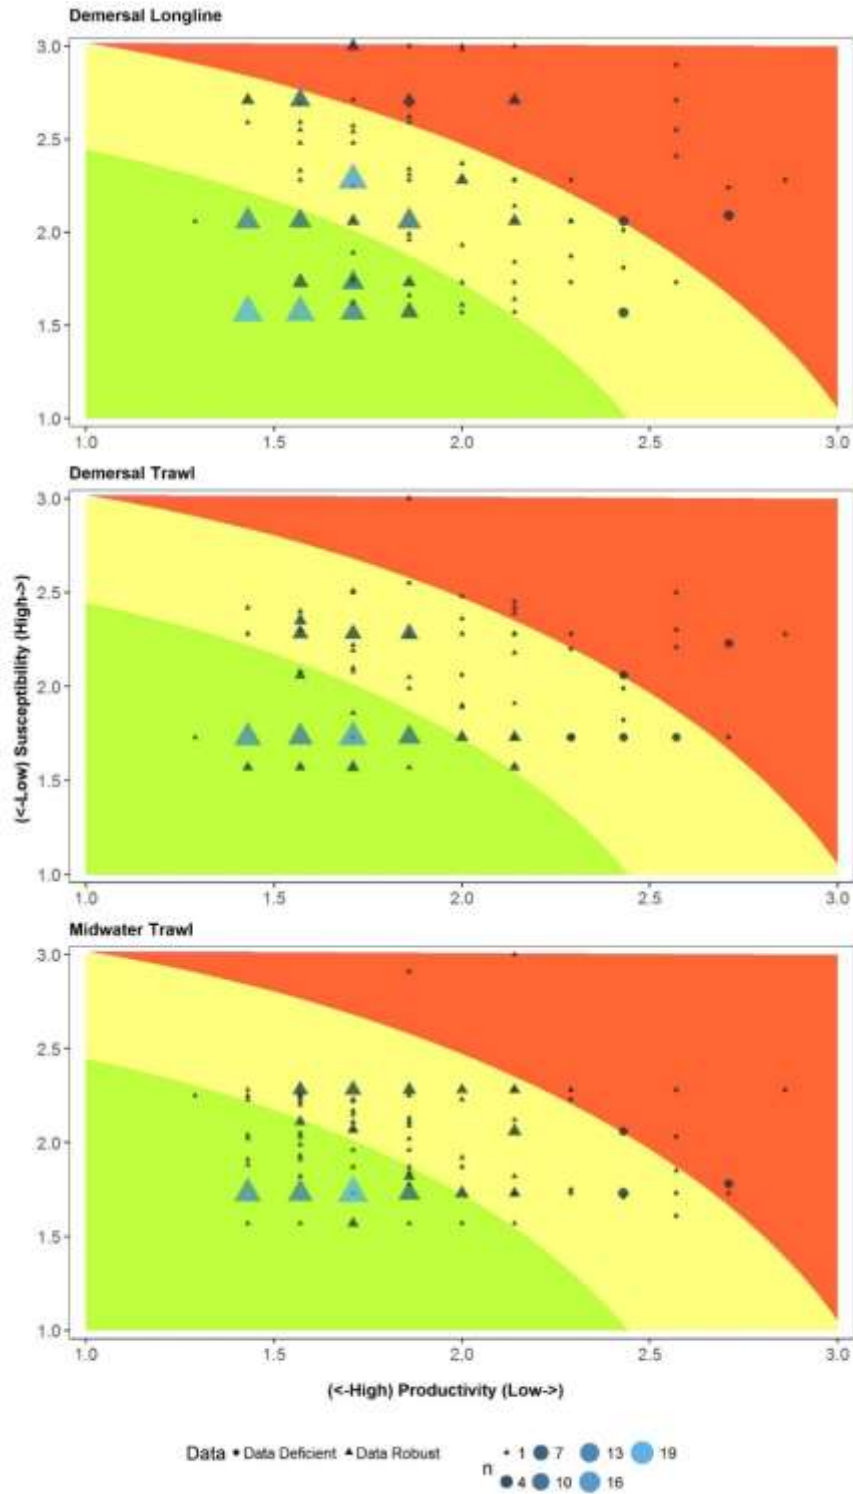 Demersal Longline
3.0
2.5
2.0
1.5
1.0
1.0 1.5 2.0 2.5 3.0
Demersal Trawl
3.0
2.5
2.0
1.5
1.0
1.0 1.5 2.0 2.5 3.0
(<-Low) Susceptibility (High->)
Midwater Trawl
3.0
2.5
2.0
1.5
1.0
1.0 1.5 2.0 2.5 3.0
(<-High) Productivity (Low->)
Data Data Deficient Data Robust
n
1 7 13 19
4 10 16